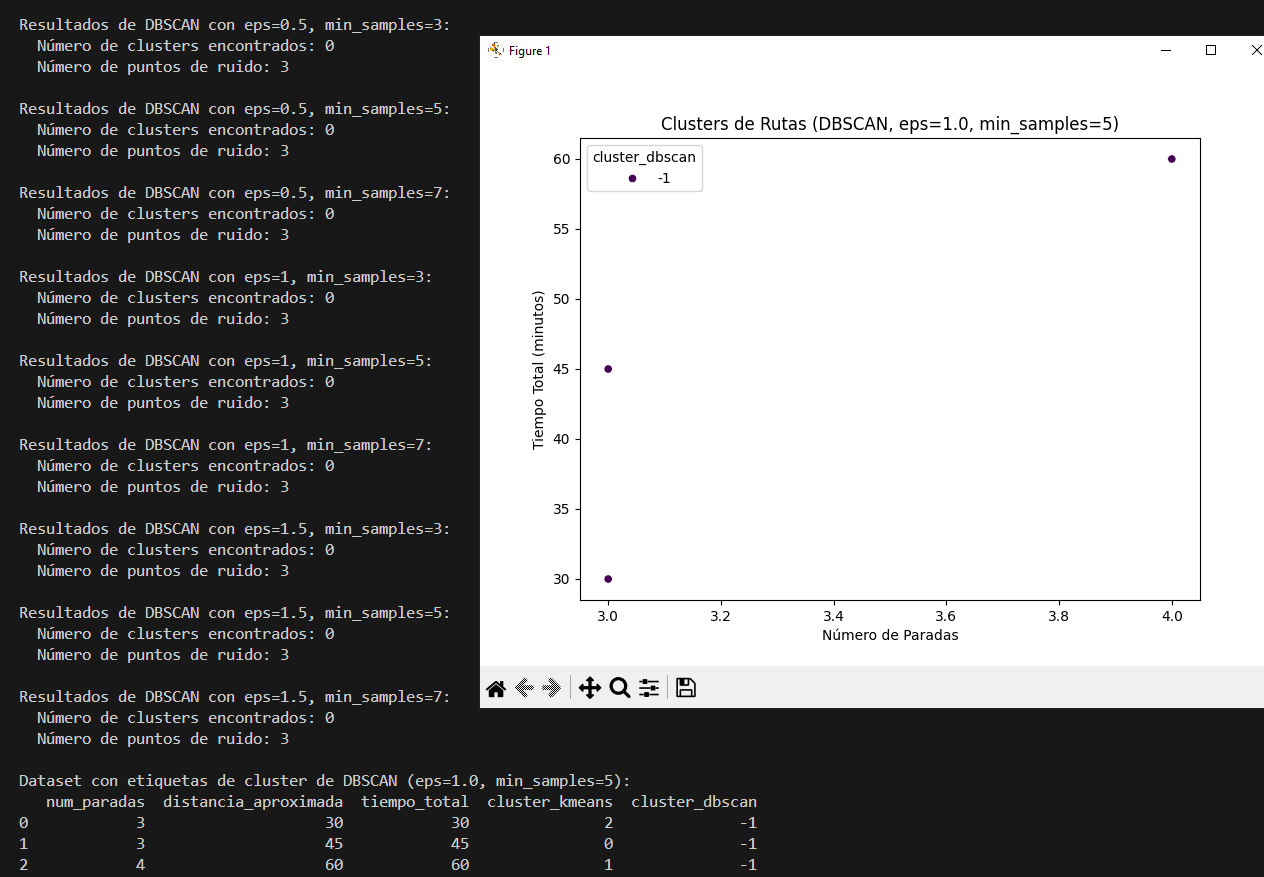 Resultados de DBSCAN con eps=0.5, min_samples=3:
Número de clusters encontrados: 0
Número de puntos de ruido: 3
Resultados de DBSCAN con eps=0.5, min_samples=5:
Número de clusters encontrados: 0
Número de puntos de ruido: 3
Resultados de DBSCAN con eps=0.5, min_samples=7:
Número de clusters encontrados: 0
Número de puntos de ruido: 3
Resultados de DBSCAN con eps=1, min_samples=3:
Número de clusters encontrados: 0
Número de puntos de ruido: 3
Resultados de DBSCAN con eps=1, min_samples=5:
Número de clusters encontrados: 0
Número de puntos de ruido: 3
Resultados de DBSCAN con eps=1, min_samples=7:
Número de clusters encontrados: 0
Número de puntos de ruido: 3
Resultados de DBSCAN con eps=1.5, min_samples=3:
Número de clusters encontrados: 0
Número de puntos de ruido: 3
Resultados de DBSCAN con eps=1.5, min_samples=5:
Número de clusters encontrados: 0
Número de puntos de ruido: 3
Resultados de DBSCAN con eps=1.5, min_samples=7:
Número de clusters encontrados: 0
Número de puntos de ruido: 3
Dataset con etiquetas de cluster de DBSCAN (eps=1.0, min_samples=5):
num_paradas distancia_aproximada tiempo_total cluster_kmeans cluster_dbscan
0 3 30 30 2 -1
1 3 45 45 0 -1
2 4 60 60 1 -1
Figure 1
Clusters de Rutas (DBSCAN, eps=1.0, min_samples=5)
cluster_dbscan
-1
60
55
50
45
40
35
30
Tiempo Total (minutos)
3.0 3.2 3.4 3.6 3.8 4.0
Número de Paradas